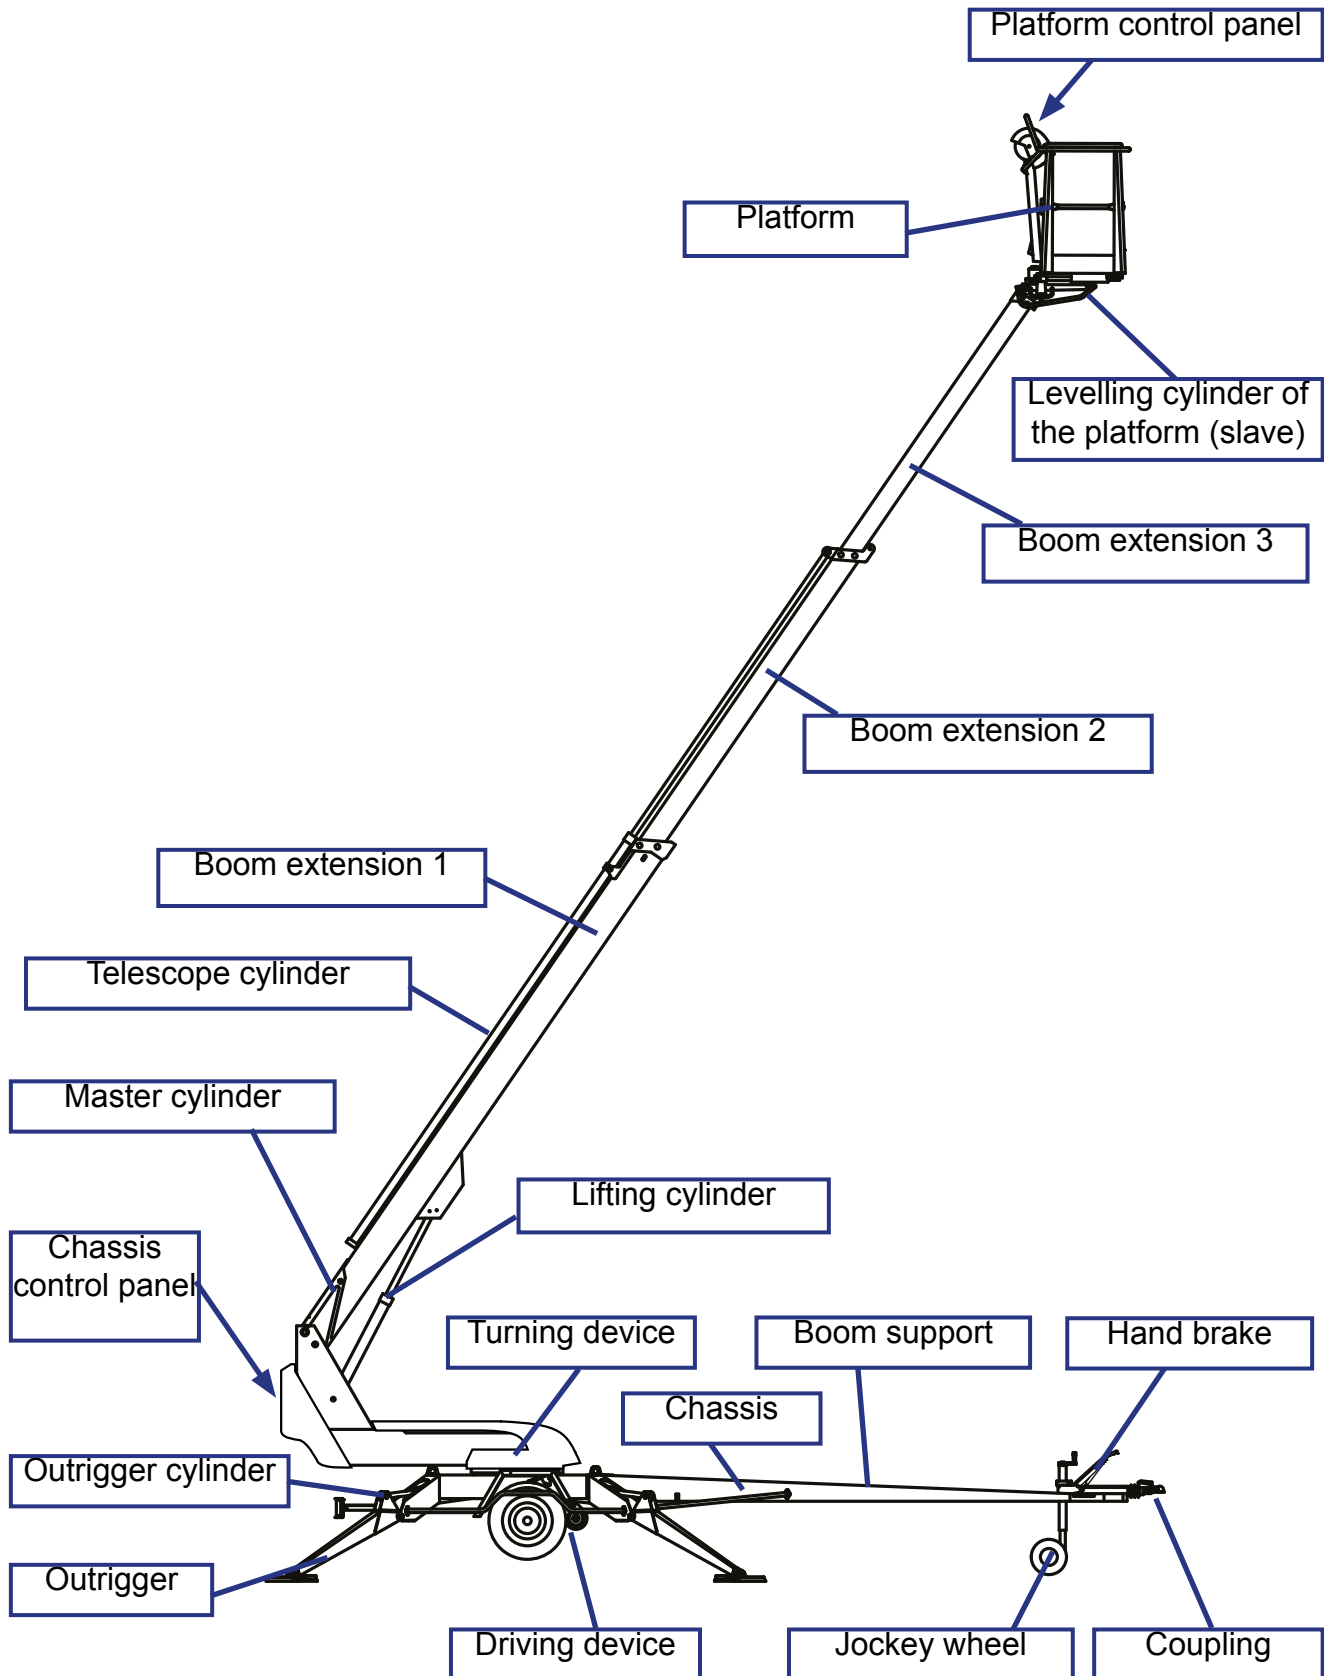 Platform control panel
Platform
Levelling cylinder of
the platform (slave)
Boom extension 3
Boom extension 2
Boom extension 1
Telescope cylinder
Master cylinder
Lifting cylinder
Chassis
control panel
Turning device
Boom support
Hand brake
Chassis
Outrigger cylinder
Outrigger
Driving device
Jockey wheel
Coupling